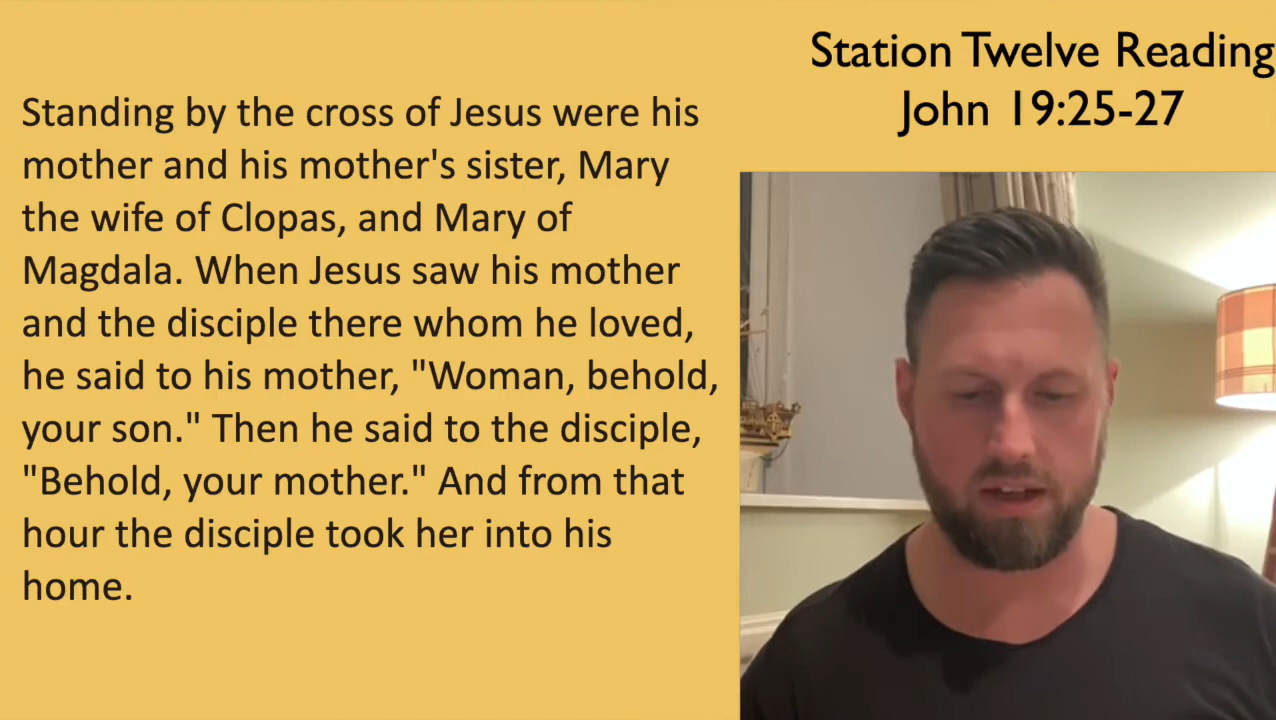 Station Twelve Reading
John 19:25-27
Standing by the cross of Jesus were his
mother and his mother's sister, Mary
the wife of Clopas, and Mary of
Magdala. When Jesus saw his mother
and the disciple there whom he loved,
he said to his mother, "Woman, behold,
your son." Then he said to the disciple,
"Behold, your mother." And from that
hour the disciple took her into his
home.